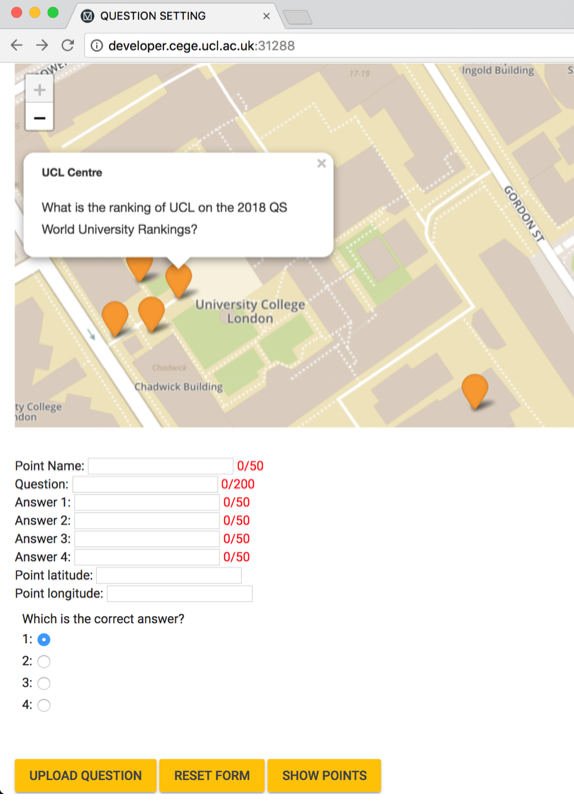 QUESTION SETTING
developer.cege.ucl.ac.uk:31288
17-19
Ingold Building
+
−
UCL Centre
×
What is the ranking of UCL on the 2018 QS
World University Rankings?
GORDON ST
University College
London
Chadwick
Chadwick Building
ty College
ndon
Point Name: 0/50
Question: 0/200
Answer 1: 0/50
Answer 2: 0/50
Answer 3: 0/50
Answer 4: 0/50
Point latitude:
Point longitude:
Which is the correct answer?
1:
2:
3:
4:
UPLOAD QUESTION RESET FORM SHOW POINTS